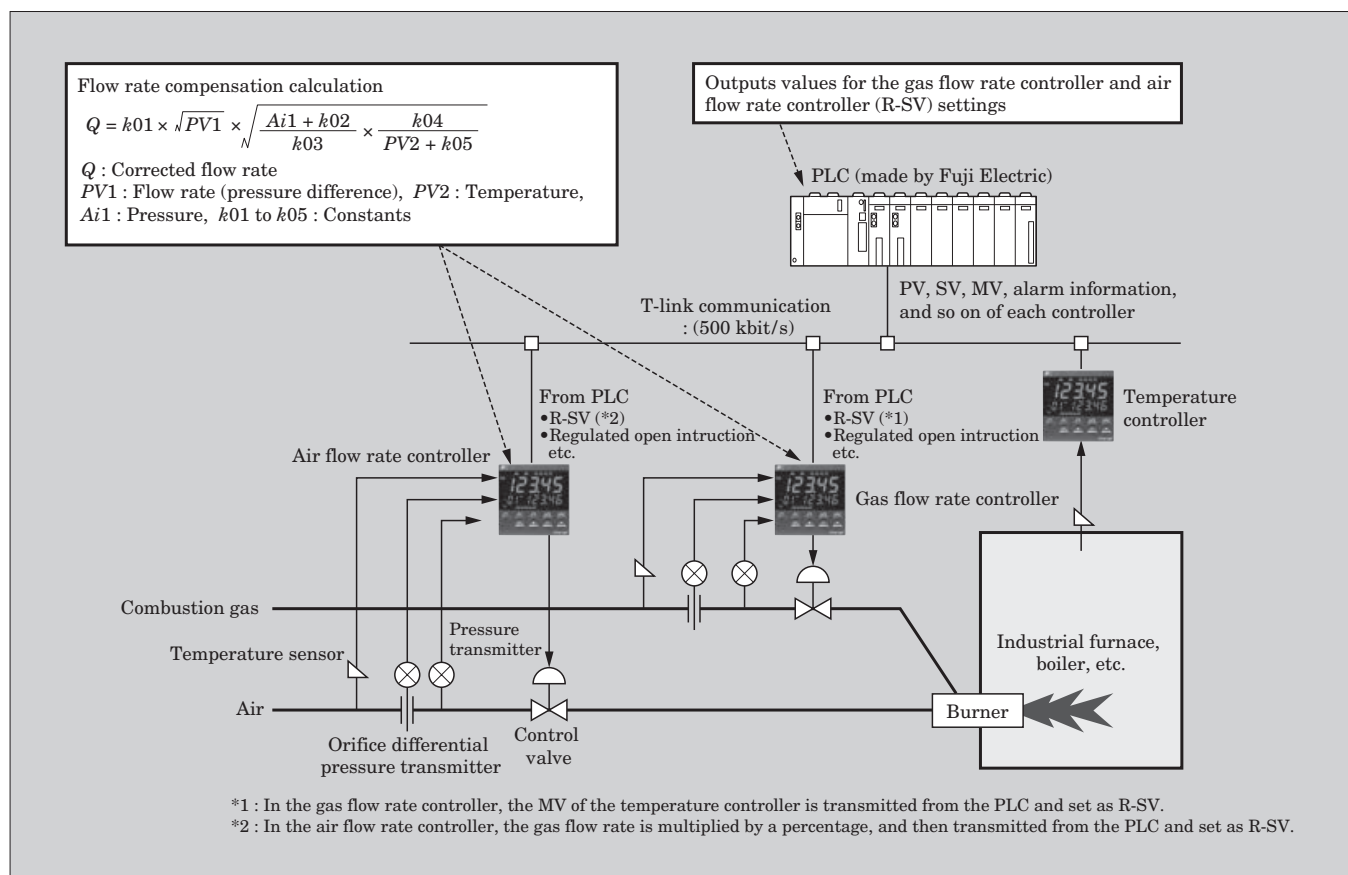 Flow rate compensation calculation
Q = k01 × √PV1 × √((Ai1 + k02)/k03 × k04/(PV2 + k05))
Q : Corrected flow rate
PV1 : Flow rate (pressure difference), PV2 : Temperature,
Ai1 : Pressure, k01 to k05 : Constants
Outputs values for the gas flow rate controller and air
flow rate controller (R-SV) settings
PLC (made by Fuji Electric)
PV, SV, MV, alarm information,
and so on of each controller
T-link communication
: (500 kbit/s)
From PLC
•R-SV (*2)
•Regulated open intruction
etc.
Air flow rate controller
12345
From PLC
•R-SV (*1)
•Regulated open intruction
etc.
12345
Gas flow rate controller
12345
Temperature
controller
Combustion gas
Temperature sensor
Pressure
transmitter
Air
Orifice differential
pressure transmitter
Control
valve
Industrial furnace,
boiler, etc.
Burner
*1 : In the gas flow rate controller, the MV of the temperature controller is transmitted from the PLC and set as R-SV.
*2 : In the air flow rate controller, the gas flow rate is multiplied by a percentage, and then transmitted from the PLC and set as R-SV.